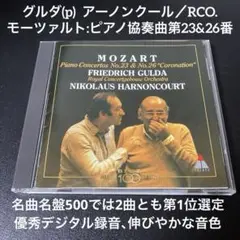 グルダ(p) アーノンクール／RCO.
モーツァルト:ピアノ協奏曲第23&26番
MOZART
Piano Concertos No.23 & No.26 "Coronation"
FRIEDRICH GULDA
Royal Concertgebouw Orchestra
NIKOLAUS HARNONCOURT
100
名曲名盤500では2曲とも第1位選定
優秀デジタル録音、伸びやかな音色